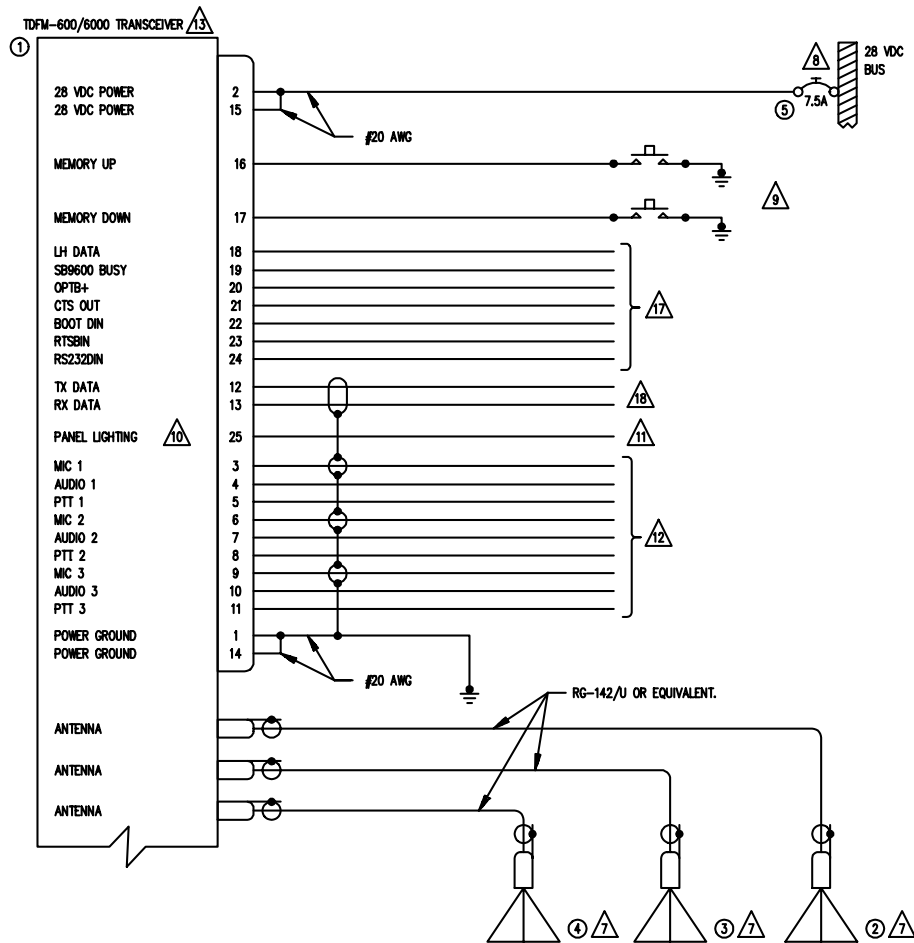 TDFM-600/6000 TRANSCEIVER 13
1
8
28 VDC
BUS
28 VDC POWER 2
5
7.5A
28 VDC POWER 15
#20 AWG
MEMORY UP 16
9
MEMORY DOWN 17
LH DATA 18
SB9600 BUSY 19
OPTB+ 20
CTS OUT 21
17
BOOT DIN 22
RTSBIN 23
RS232DIN 24
TX DATA 12
18
RX DATA 13
PANEL LIGHTING 10 25 11
MIC 1 3
AUDIO 1 4
PTT 1 5
MIC 2 6
AUDIO 2 7
12
PTT 2 8
MIC 3 9
AUDIO 3 10
PTT 3 11
POWER GROUND 1
POWER GROUND 14
#20 AWG
RG-142/U OR EQUIVALENT.
ANTENNA
ANTENNA
ANTENNA
4 7
3 7
2 7